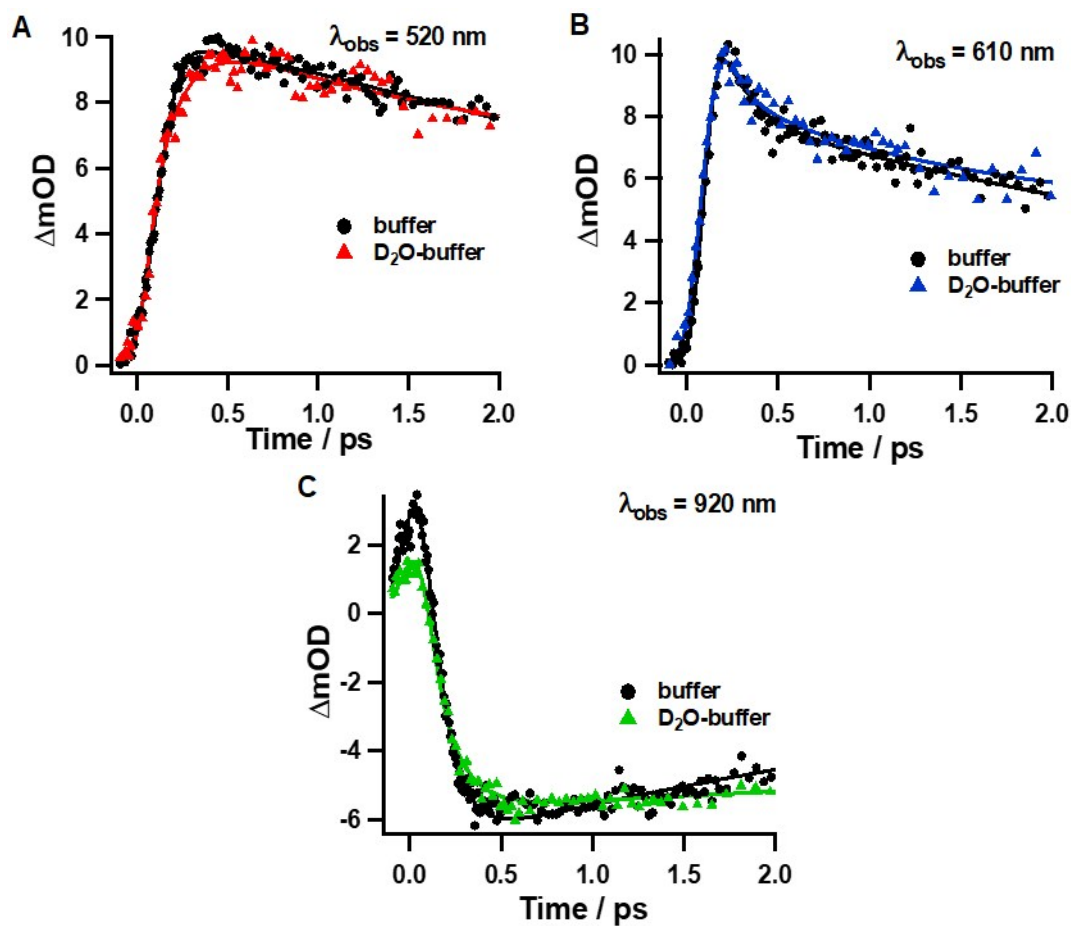 A
λobs = 520 nm
ΔmOD
10
8
6
4
2
0
buffer
D2O-buffer
0.0 0.5 1.0 1.5 2.0
Time / ps
B
λobs = 610 nm
ΔmOD
10
8
6
4
2
0
buffer
D2O-buffer
0.0 0.5 1.0 1.5 2.0
Time / ps
C
λobs = 920 nm
ΔmOD
2
0
-2
-4
-6
buffer
D2O-buffer
0.0 0.5 1.0 1.5 2.0
Time / ps